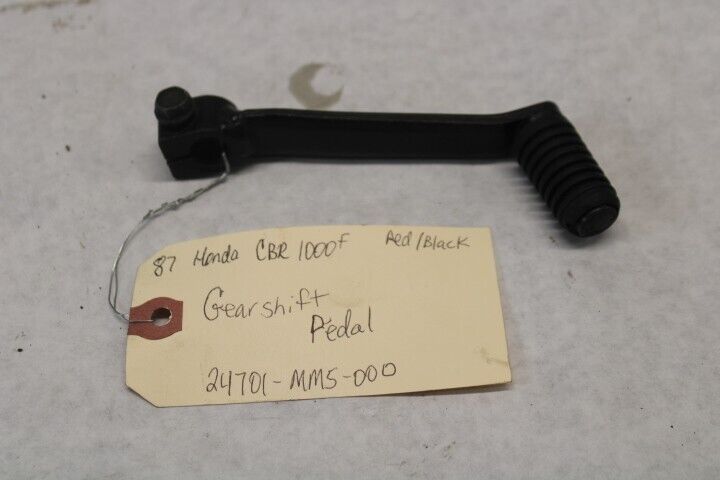 87 Honda CBR 1000F Red/Black
Gearshift
Pedal
24701-MM5-000